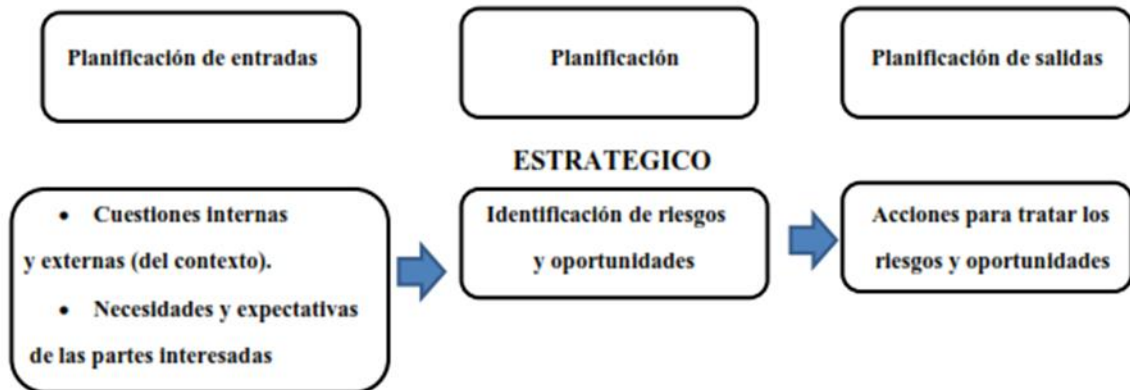 Planificación de entradas
Planificación
Planificación de salidas
ESTRATEGICO
• Cuestiones internas
y externas (del contexto).
• Necesidades y expectativas
de las partes interesadas
Identificación de riesgos
y oportunidades
Acciones para tratar los
riesgos y oportunidades